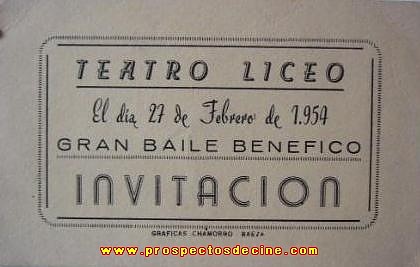 TEATRO LICEO
El día 27 de Febrero de 1.954
GRAN BAILE BENEFICO
INVITACION
GRAFICAS CHAMORRO BAEZA
www.prospectosdecine.com